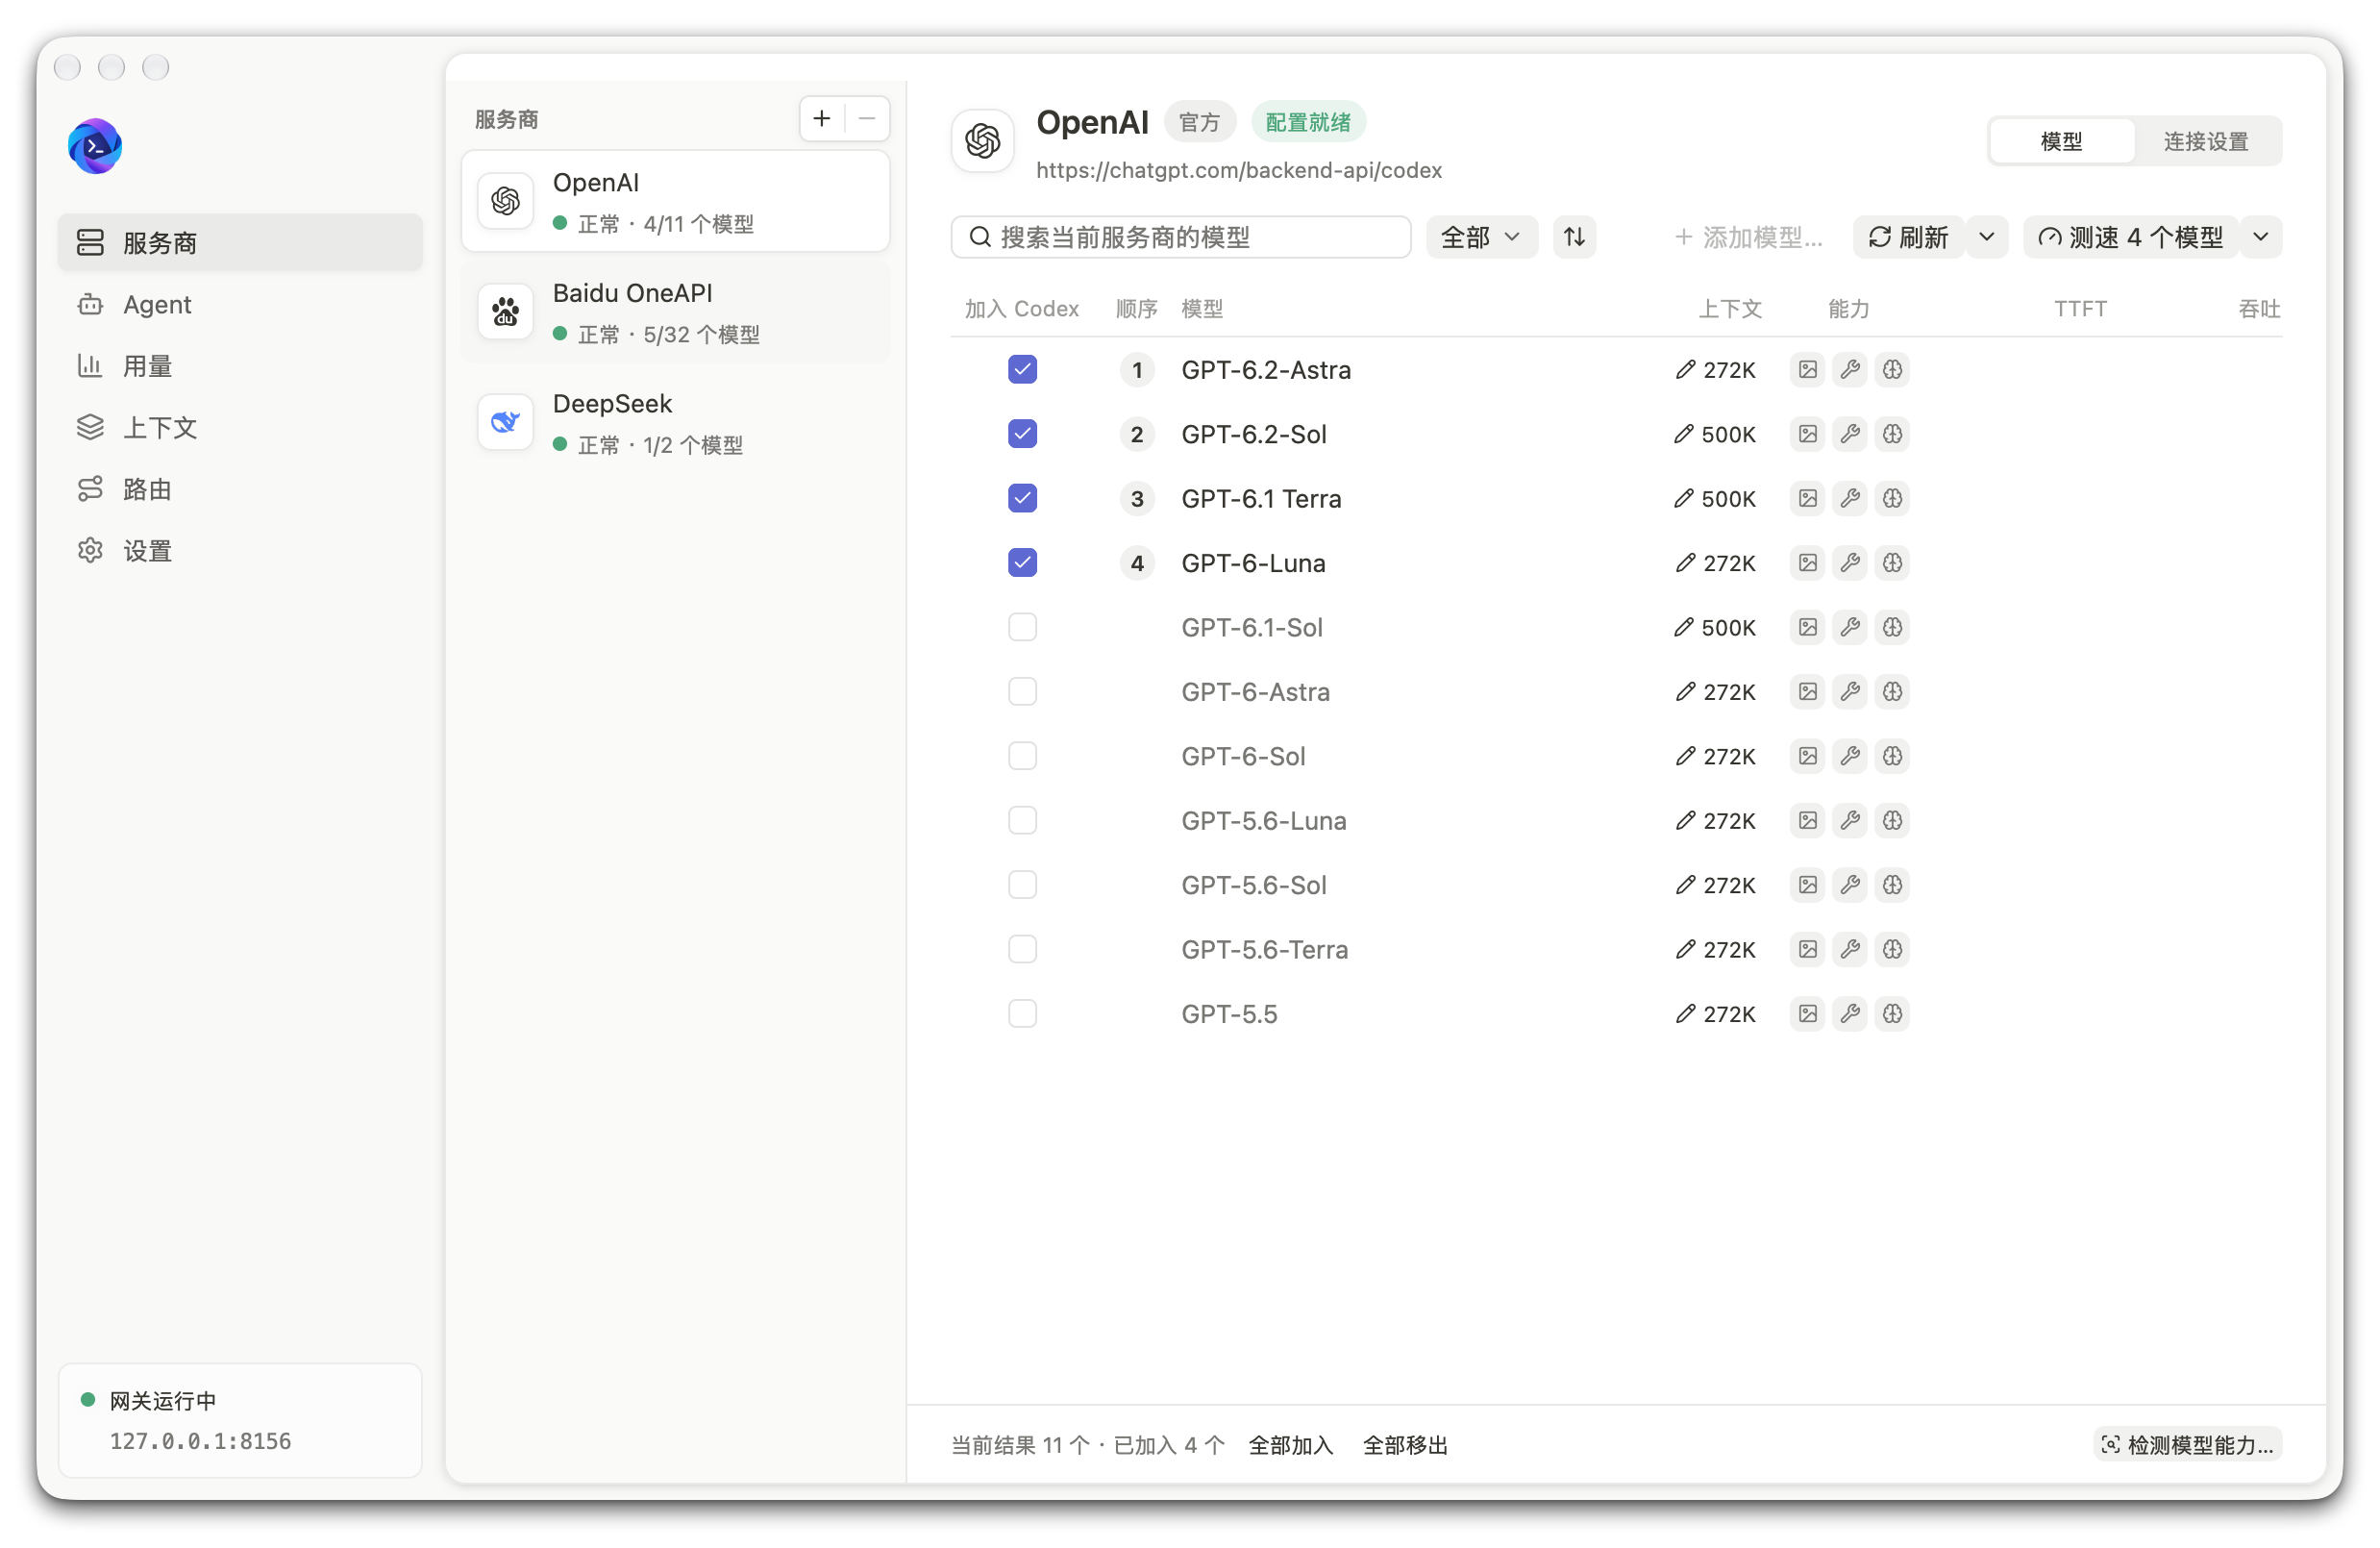 服务商
Agent
用量
上下文
路由
设置
网关运行中
127.0.0.1:8156
服务商
OpenAI
正常 · 4/11 个模型
Baidu OneAPI
正常 · 5/32 个模型
DeepSeek
正常 · 1/2 个模型
OpenAI 官方 配置就绪
https://chatgpt.com/backend-api/codex
模型 连接设置
搜索当前服务商的模型 全部 添加模型... 刷新 测速 4 个模型
加入 Codex 顺序 模型 上下文 能力 TTFT 吞吐
1 GPT-6.2-Astra 272K
2 GPT-6.2-Sol 500K
3 GPT-6.1 Terra 500K
4 GPT-6-Luna 272K
GPT-6.1-Sol 500K
GPT-6-Astra 272K
GPT-6-Sol 272K
GPT-5.6-Luna 272K
GPT-5.6-Sol 272K
GPT-5.6-Terra 272K
GPT-5.5 272K
当前结果 11 个 · 已加入 4 个 全部加入 全部移出 检测模型能力...